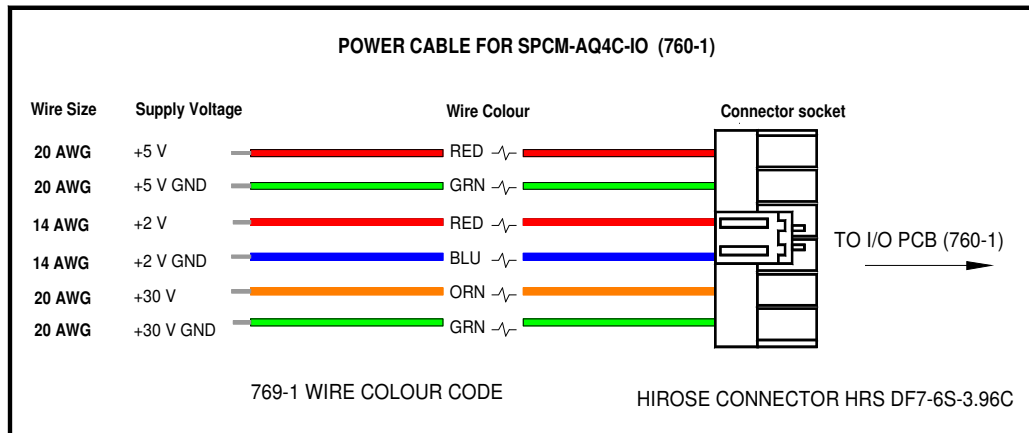 POWER CABLE FOR SPCM-AQ4C-IO (760-1)
Wire Size Supply Voltage Wire Colour Connector socket
20 AWG +5 V RED
20 AWG +5 V GND GRN
14 AWG +2 V RED
14 AWG +2 V GND BLU
TO I/O PCB (760-1)
20 AWG +30 V ORN
20 AWG +30 V GND GRN
769-1 WIRE COLOUR CODE
HIROSE CONNECTOR HRS DF7-6S-3.96C